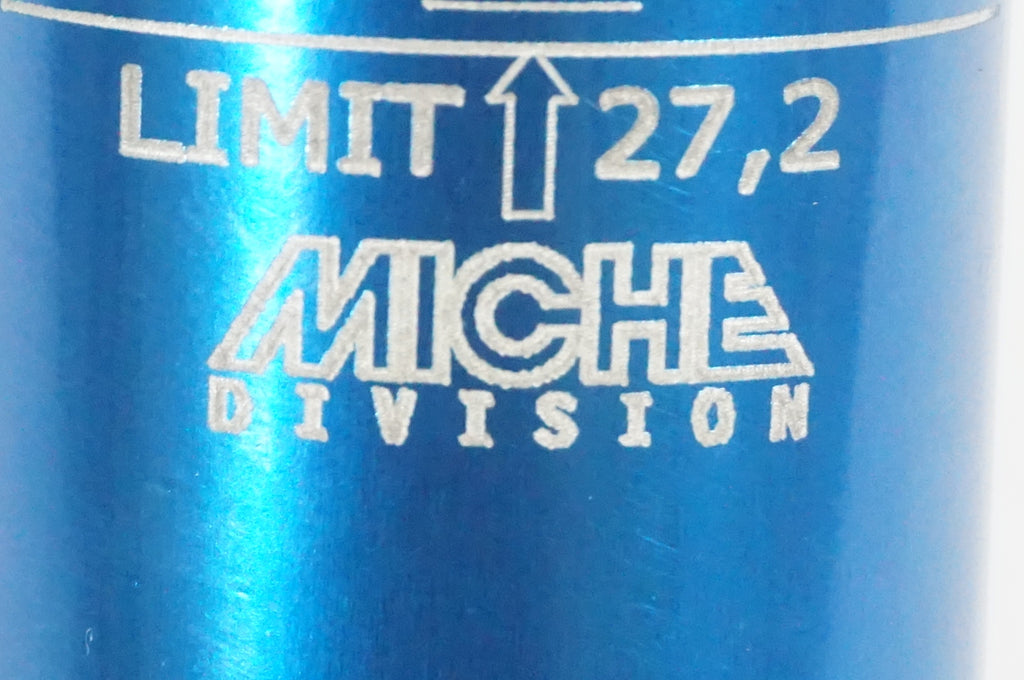 LIMIT 27,2
MICHE
DIVISION